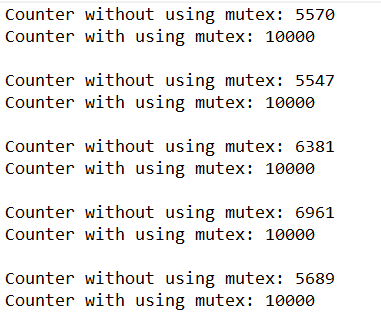 Counter without using mutex: 5570
Counter with using mutex: 10000
Counter without using mutex: 5547
Counter with using mutex: 10000
Counter without using mutex: 6381
Counter with using mutex: 10000
Counter without using mutex: 6961
Counter with using mutex: 10000
Counter without using mutex: 5689
Counter with using mutex: 10000